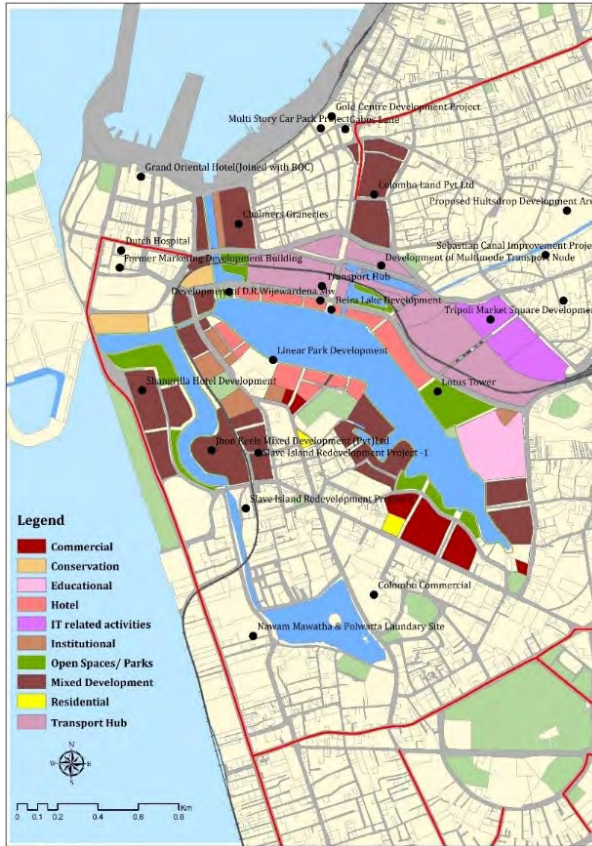 Gold Centre Development Project
Multi Story Car Park Project
Gabos Lane
Grand Oriental Hotel(Joined with BOC)
Colombo Land Pvt Ltd
Proposed Hultsdrop Development Area
Chalmers Graneries
Sebastian Canal Improvement Project
Dutch Hospital
Former Marketing Development Building
Development of Multimode Transport Node
Transport Hub
Development of D.R.Wijewardena Mw
Beira Lake Development
Tripoli Market Square Development
Linear Park Development
Shangrilla Hotel Development
Lotus Tower
Jhon Keels Mixed Development (Pvt)Ltd
Slave Island Redevelopment Project -1
Slave Island Redevelopment
Legend
Commercial
Conservation
Educational
Hotel
IT related activities
Institutional
Open Spaces/ Parks
Mixed Development
Residential
Transport Hub
Colombo Commercial
Nawam Mawatha & Polwatta Laundary Site
N
W E
S
Km
0 0.1 0.2 0.4 0.6 0.8